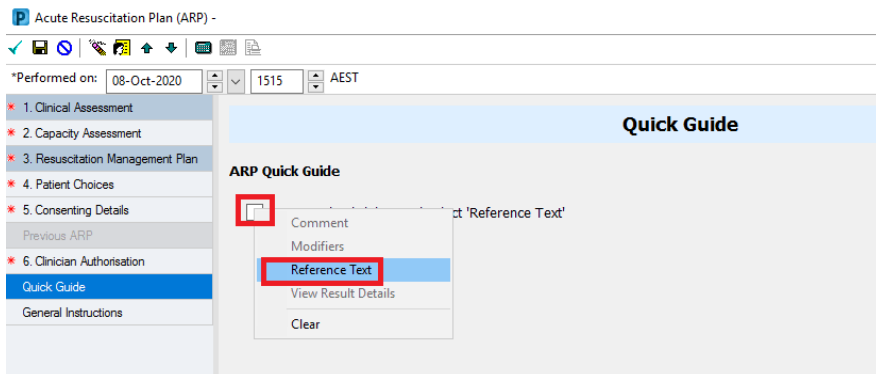 P Acute Resuscitation Plan (ARP) -
*Performed on: 08-Oct-2020 1515 AEST
* 1. Clinical Assessment
* 2. Capacity Assessment
* 3. Resuscitation Management Plan
* 4. Patient Choices
* 5. Consenting Details
Previous ARP
* 6. Clinician Authorisation
Quick Guide
General Instructions
Quick Guide
ARP Quick Guide
'Reference Text'
Comment
Modifiers
Reference Text
View Result Details
Clear